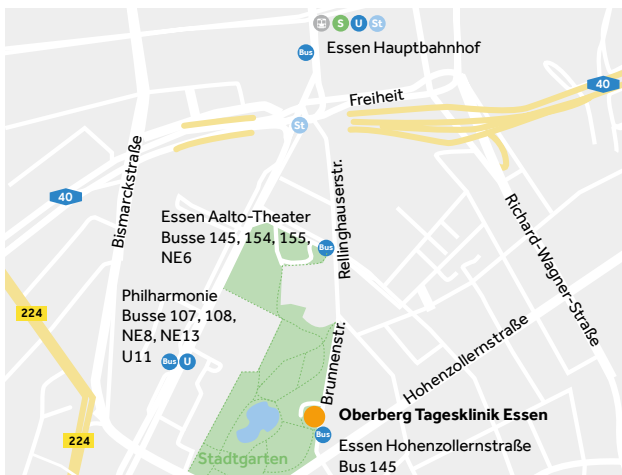 S U St
Bus Essen Hauptbahnhof
40
Freiheit
St
Bismarckstraße
40
Rellinghauserstr.
Richard-Wagner-Straße
Essen Aalto-Theater
Busse 145, 154, 155,
NE6
Bus
224
Philharmonie
Busse 107, 108,
NE8, NE13
U11
Bus U
Brunnenstr.
Hohenzollernstraße
Oberberg Tagesklinik Essen
Bus
Essen Hohenzollernstraße
Bus 145
224
Stadtgarten